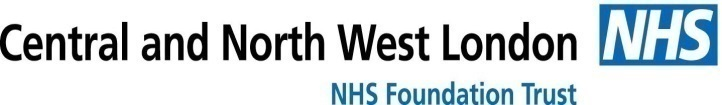 Central and North West London NHS
NHS Foundation Trust